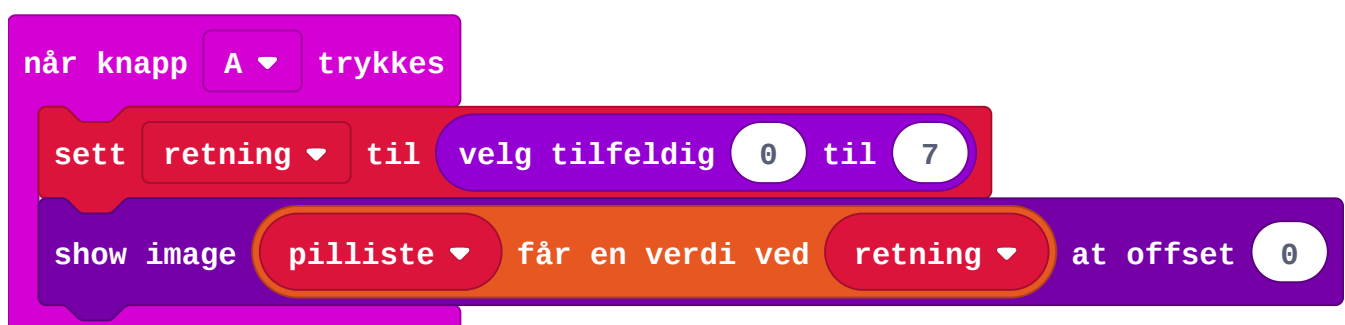 når knapp A trykkes
sett retning til velg tilfeldig 0 til 7
show image pilliste får en verdi ved retning at offset 0